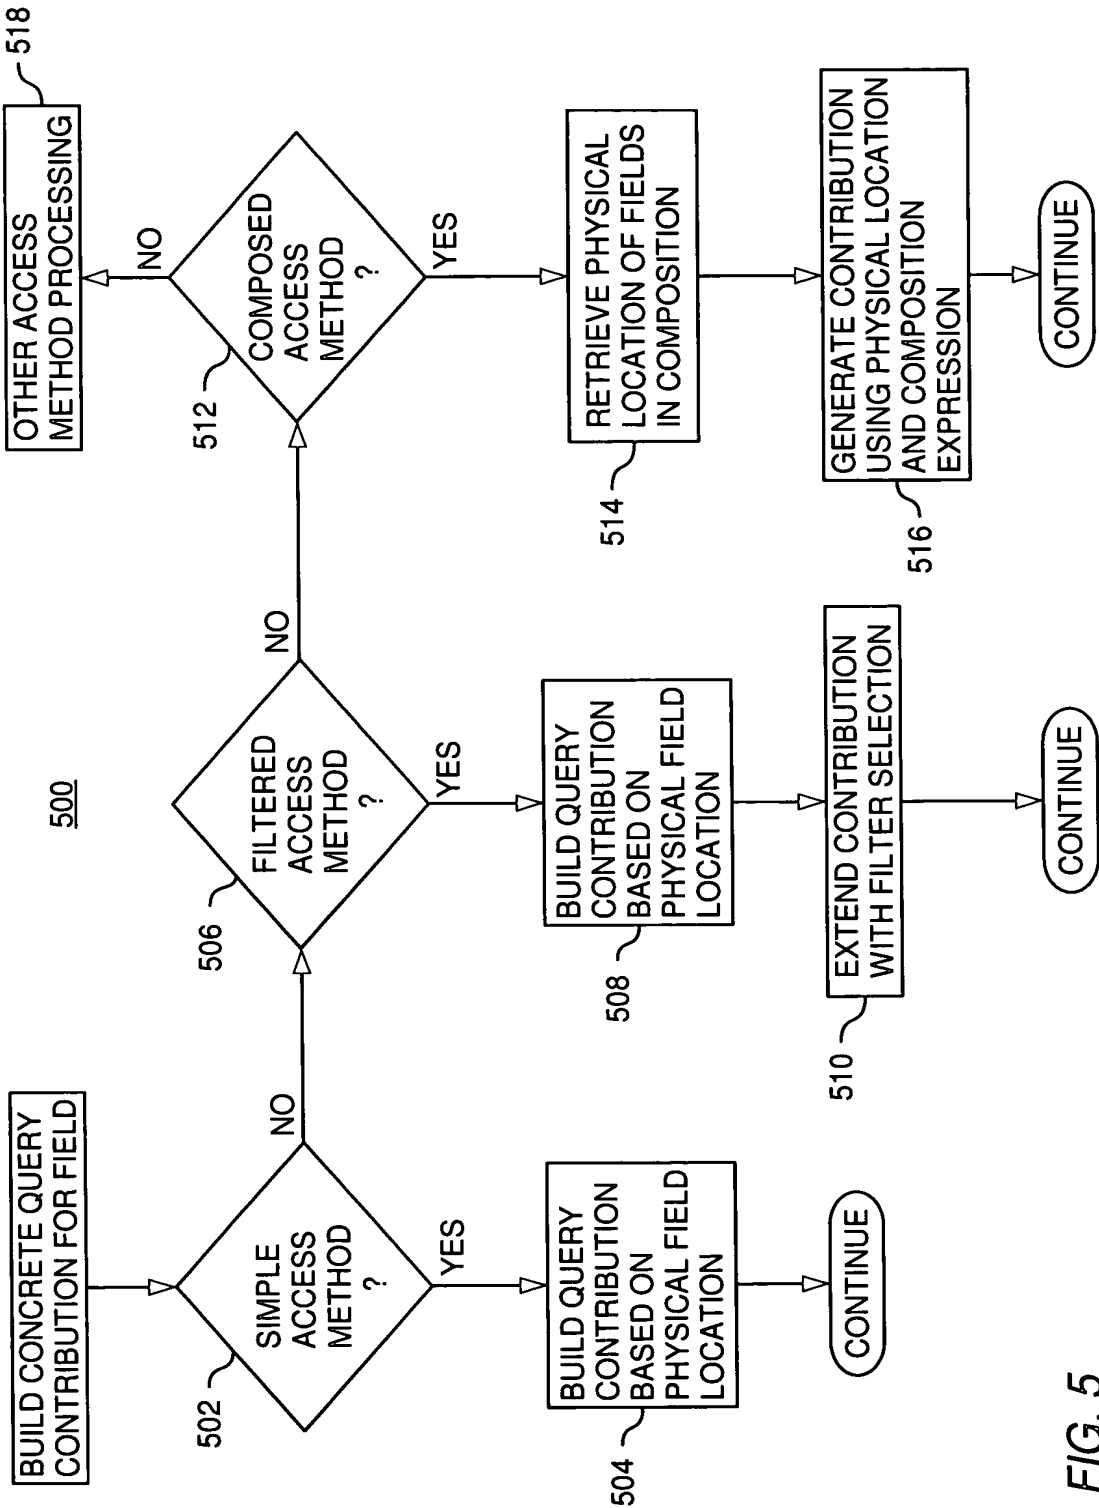 500
BUILD CONCRETE QUERY
CONTRIBUTION FOR FIELD
SIMPLE
ACCESS
METHOD
?
502
NO
YES
BUILD QUERY
CONTRIBUTION
BASED ON
PHYSICAL FIELD
LOCATION
504
CONTINUE
FILTERED
ACCESS
METHOD
?
506
NO
YES
BUILD QUERY
CONTRIBUTION
BASED ON
PHYSICAL FIELD
LOCATION
508
EXTEND CONTRIBUTION
WITH FILTER SELECTION
510
CONTINUE
COMPOSED
ACCESS
METHOD
?
512
NO
OTHER ACCESS
METHOD PROCESSING
518
YES
RETRIEVE PHYSICAL
LOCATION OF FIELDS
IN COMPOSITION
514
GENERATE CONTRIBUTION
USING PHYSICAL LOCATION
AND COMPOSITION
EXPRESSION
516
CONTINUE
FIG. 5